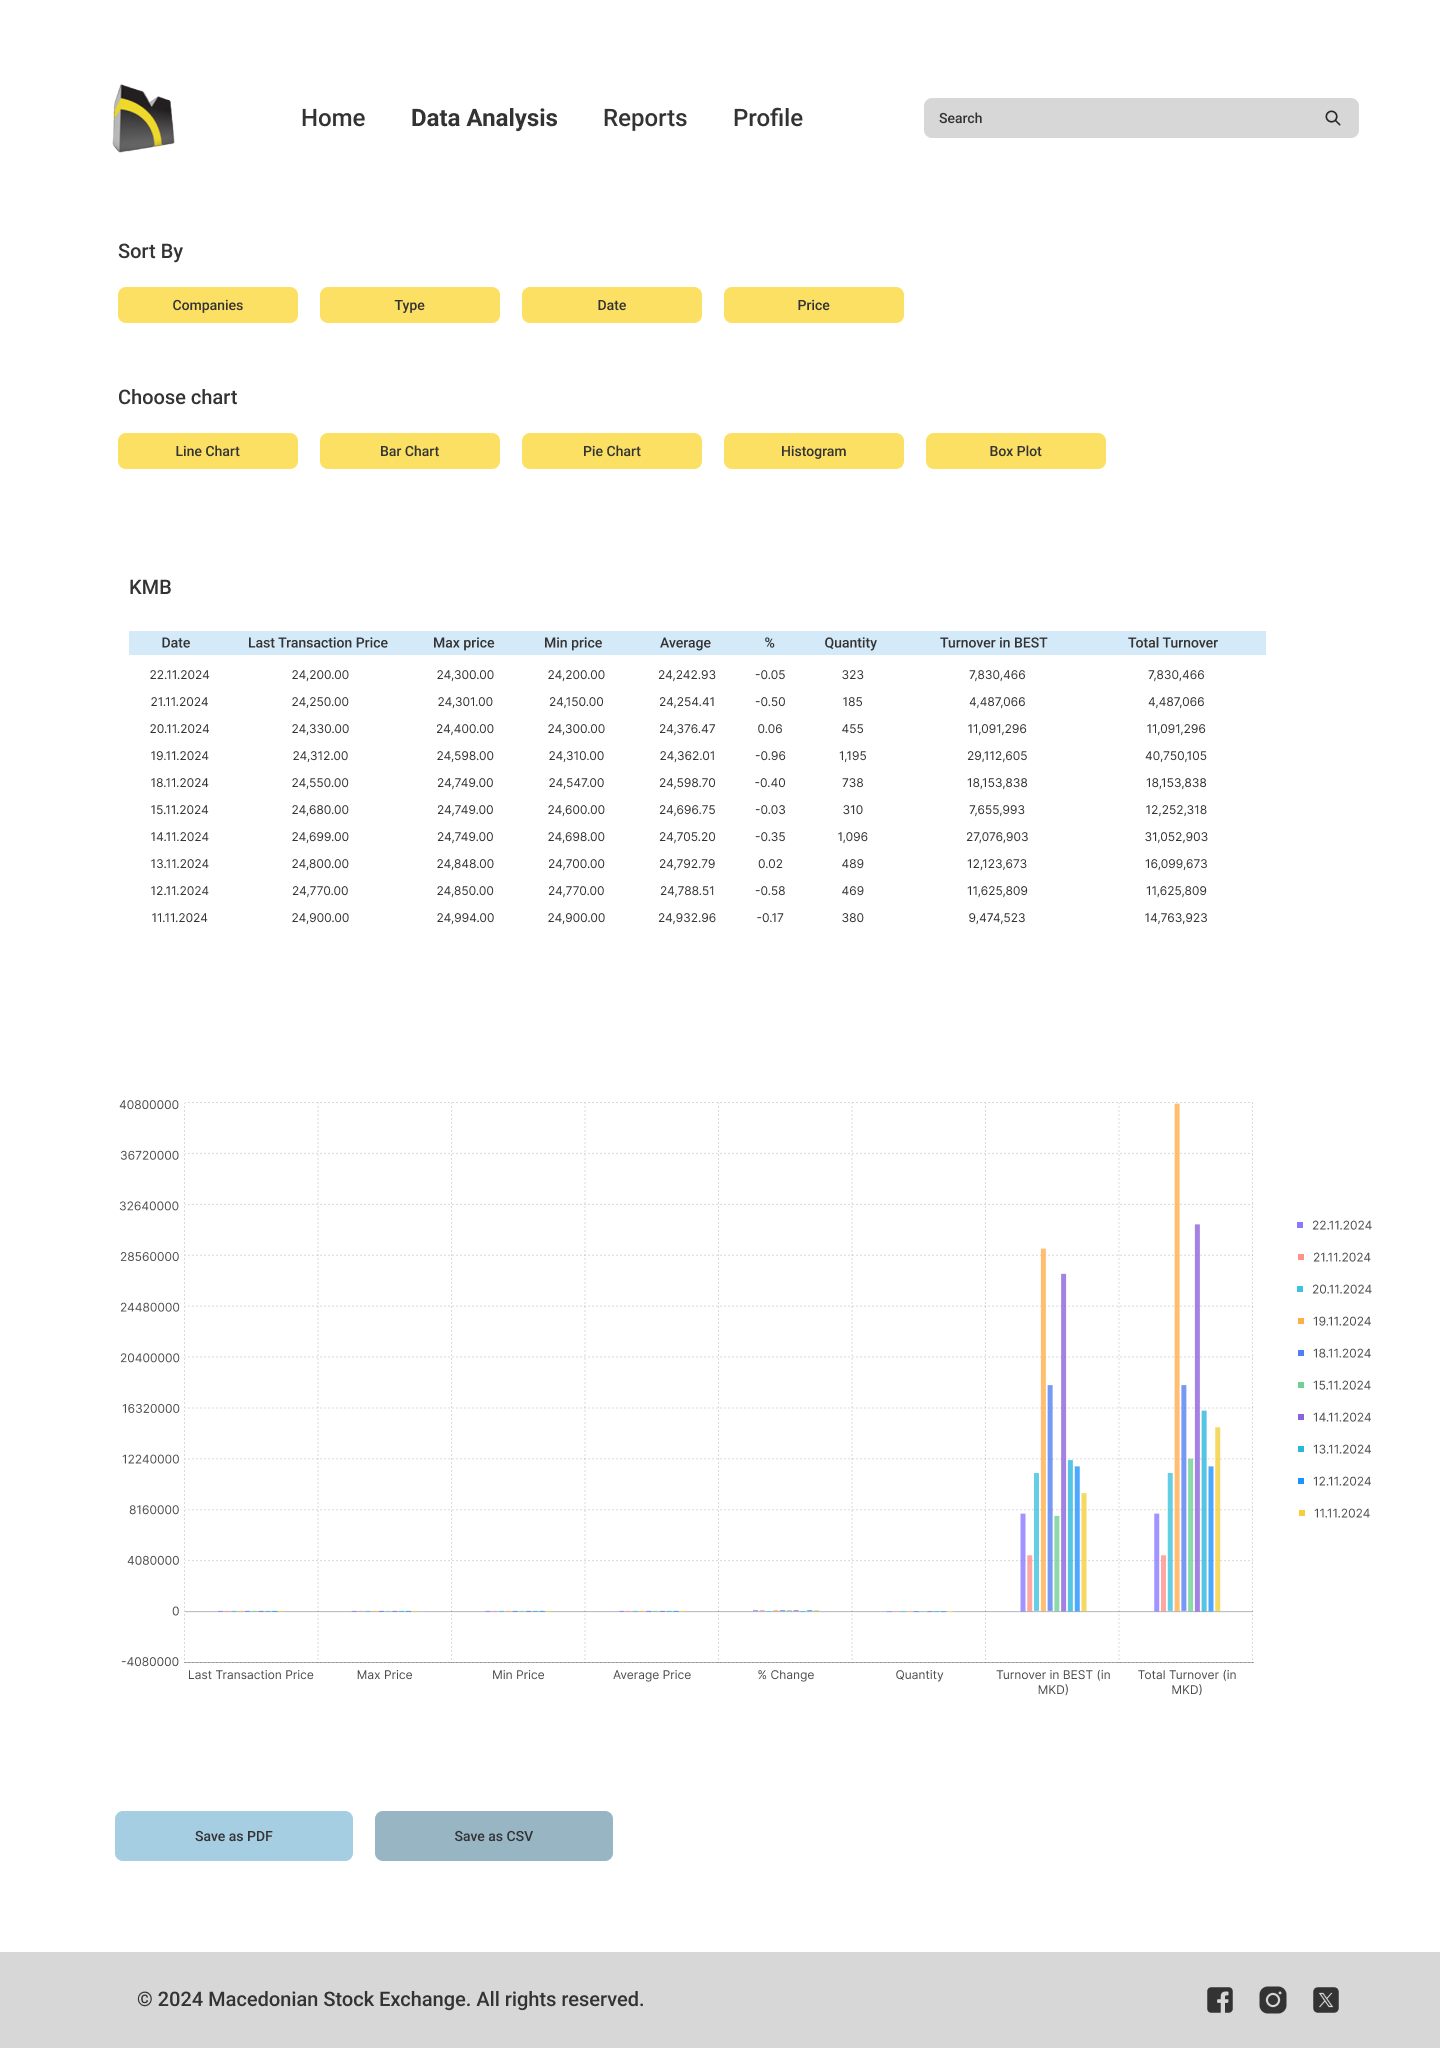 Home Data Analysis Reports Profile Search
Sort By
Companies Type Date Price
Choose chart
Line Chart Bar Chart Pie Chart Histogram Box Plot
KMB
Date Last Transaction Price Max price Min price Average % Quantity Turnover in BEST Total Turnover
22.11.2024 24,200.00 24,300.00 24,200.00 24,242.93 -0.05 323 7,830,466 7,830,466
21.11.2024 24,250.00 24,301.00 24,150.00 24,254.41 -0.50 185 4,487,066 4,487,066
20.11.2024 24,330.00 24,400.00 24,300.00 24,376.47 0.06 455 11,091,296 11,091,296
19.11.2024 24,312.00 24,598.00 24,310.00 24,362.01 -0.96 1,195 29,112,605 40,750,105
18.11.2024 24,550.00 24,749.00 24,547.00 24,598.70 -0.40 738 18,153,838 18,153,838
15.11.2024 24,680.00 24,749.00 24,600.00 24,696.75 -0.03 310 7,655,993 12,252,318
14.11.2024 24,699.00 24,749.00 24,698.00 24,705.20 -0.35 1,096 27,076,903 31,052,903
13.11.2024 24,800.00 24,848.00 24,700.00 24,792.79 0.02 489 12,123,673 16,099,673
12.11.2024 24,770.00 24,850.00 24,770.00 24,788.51 -0.58 469 11,625,809 11,625,809
11.11.2024 24,900.00 24,994.00 24,900.00 24,932.96 -0.17 380 9,474,523 14,763,923
40800000
36720000
32640000
28560000
24480000
20400000
16320000
12240000
8160000
4080000
0
-4080000
Last Transaction Price Max Price Min Price Average Price % Change Quantity Turnover in BEST (in Total Turnover (in
MKD) MKD)
22.11.2024
21.11.2024
20.11.2024
19.11.2024
18.11.2024
15.11.2024
14.11.2024
13.11.2024
12.11.2024
11.11.2024
Save as PDF Save as CSV
© 2024 Macedonian Stock Exchange. All rights reserved.